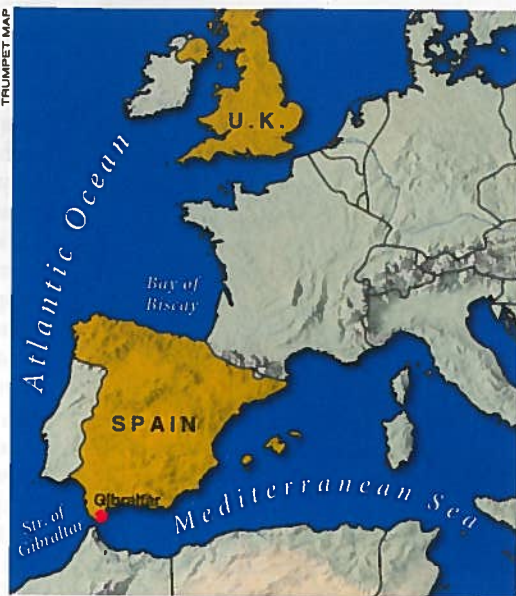 TRUMPET MAP
U.K.
Atlantic Ocean
Bay of
Biscay
SPAIN
Gibraltar
Str. of
Gibraltar
Mediterranean Sea